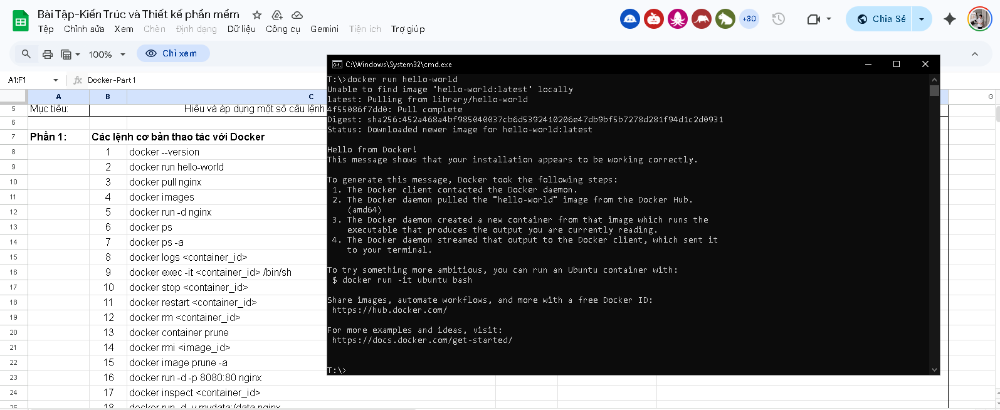 Bài Tập-Kiến Trúc và Thiết kế phần mềm
Tệp Chỉnh sửa Xem Chèn Định dạng Dữ liệu Công cụ Gemini Tiện ích Trợ giúp
+30
Chia Sẻ
100%
Chỉ xem
A1:F1
fx Docker-Part 1
A B C G
5 Mục tiêu: Hiểu và áp dụng một số câu lệnh
6
7 Phần 1: Các lệnh cơ bản thao tác với Docker
8 1 docker --version
9 2 docker run hello-world
10 3 docker pull nginx
11 4 docker images
12 5 docker run -d nginx
13 6 docker ps
14 7 docker ps -a
15 8 docker logs <container_id>
16 9 docker exec -it <container_id> /bin/sh
17 10 docker stop <container_id>
18 11 docker restart <container_id>
19 12 docker rm <container_id>
20 13 docker container prune
21 14 docker rmi <image_id>
22 15 docker image prune -a
23 16 docker run -d -p 8080:80 nginx
24 17 docker inspect <container_id>
25 18 docker run -d -v mydata:/data nginx
C:\Windows\System32\cmd.exe
T:\>docker run hello-world
Unable to find image 'hello-world:latest' locally
latest: Pulling from library/hello-world
4f55086f7dd0: Pull complete
Digest: sha256:452a468a4bf985040037cb6d5392410206e47db9bf5b7278d281f94d1c2d0931
Status: Downloaded newer image for hello-world:latest
Hello from Docker!
This message shows that your installation appears to be working correctly.
To generate this message, Docker took the following steps:
1. The Docker client contacted the Docker daemon.
2. The Docker daemon pulled the "hello-world" image from the Docker Hub.
(amd64)
3. The Docker daemon created a new container from that image which runs the
executable that produces the output you are currently reading.
4. The Docker daemon streamed that output to the Docker client, which sent it
to your terminal.
To try something more ambitious, you can run an Ubuntu container with:
$ docker run -it ubuntu bash
Share images, automate workflows, and more with a free Docker ID:
https://hub.docker.com/
For more examples and ideas, visit:
https://docs.docker.com/get-started/
T:\>